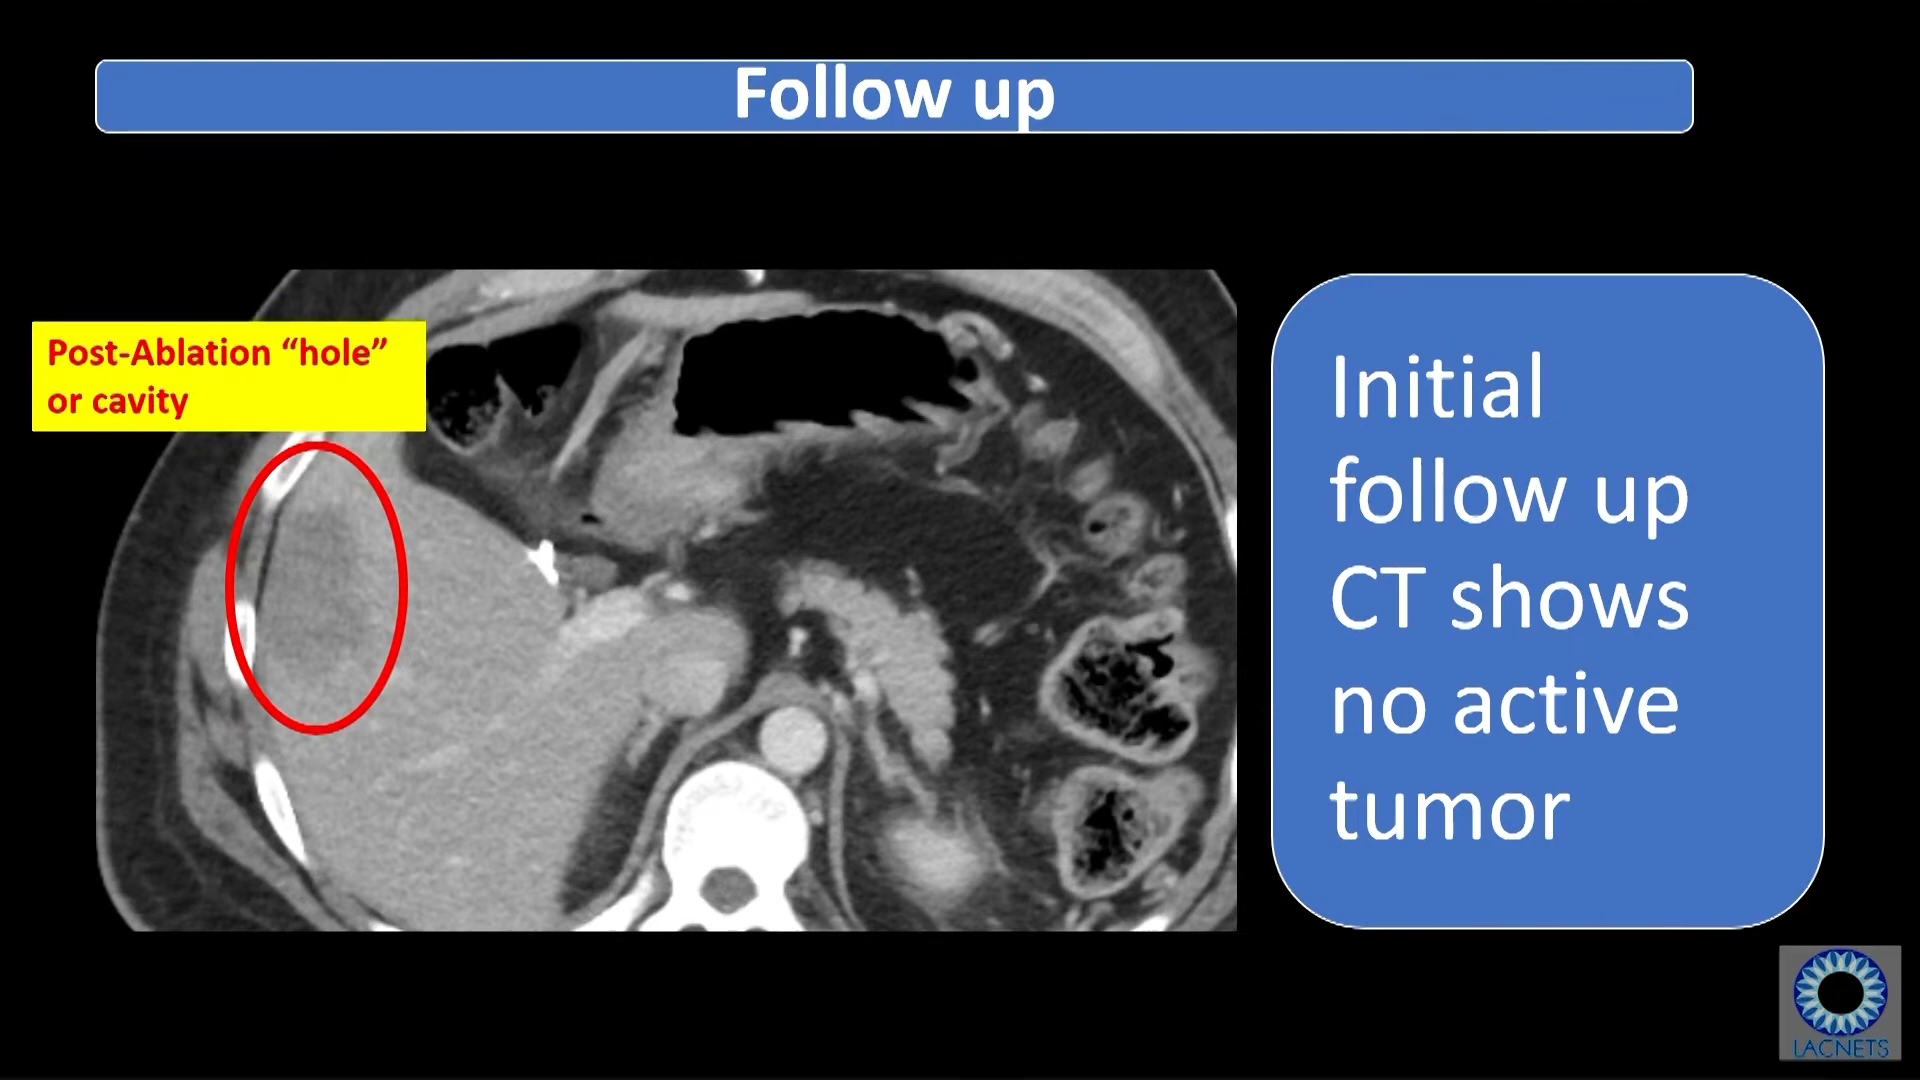 Follow up
Post-Ablation “hole”
or cavity
Initial
follow up
CT shows
no active
tumor
LACNETS